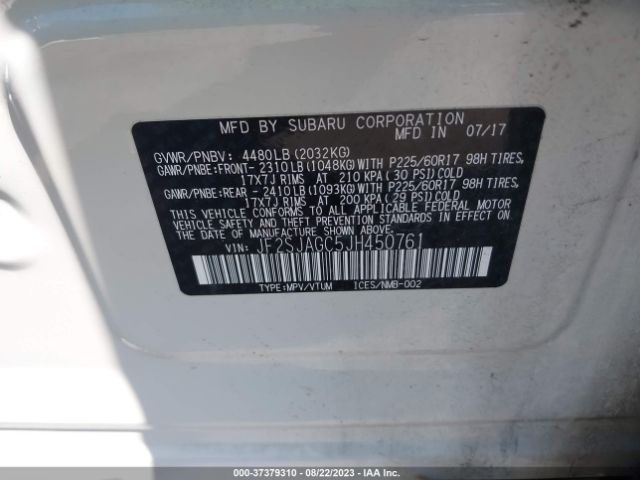 MFD BY SUBARU CORPORATION
MFD IN 07/17
GVWR/PNBV: 4480LB(2032KG)
GAWR/PNBE:FRONT- 2310LB(1048KG)WITH P225/60R17 98H TIRES,
17X7J RIMS AT 210 KPA(30 PSI)COLD
GAWR/PNBE:REAR - 2410LB(1093KG)WITH P225/60R17 98H TIRES,
17X7J RIMS AT 200 KPA(29 PSI)COLD
THIS VEHICLE CONFORMS TO ALL APPLICABLE FEDERAL MOTOR
VEHICLE SAFETY STANDARDS IN EFFECT ON THE DATE OF
MANUFACTURE SHOWN ABOVE.
VIN: JF2SJAGC5JH450761
TYPE:MPV/VTUM ICES/NMB-002
000-37379310 - 08/22/2023 - IAA Inc.